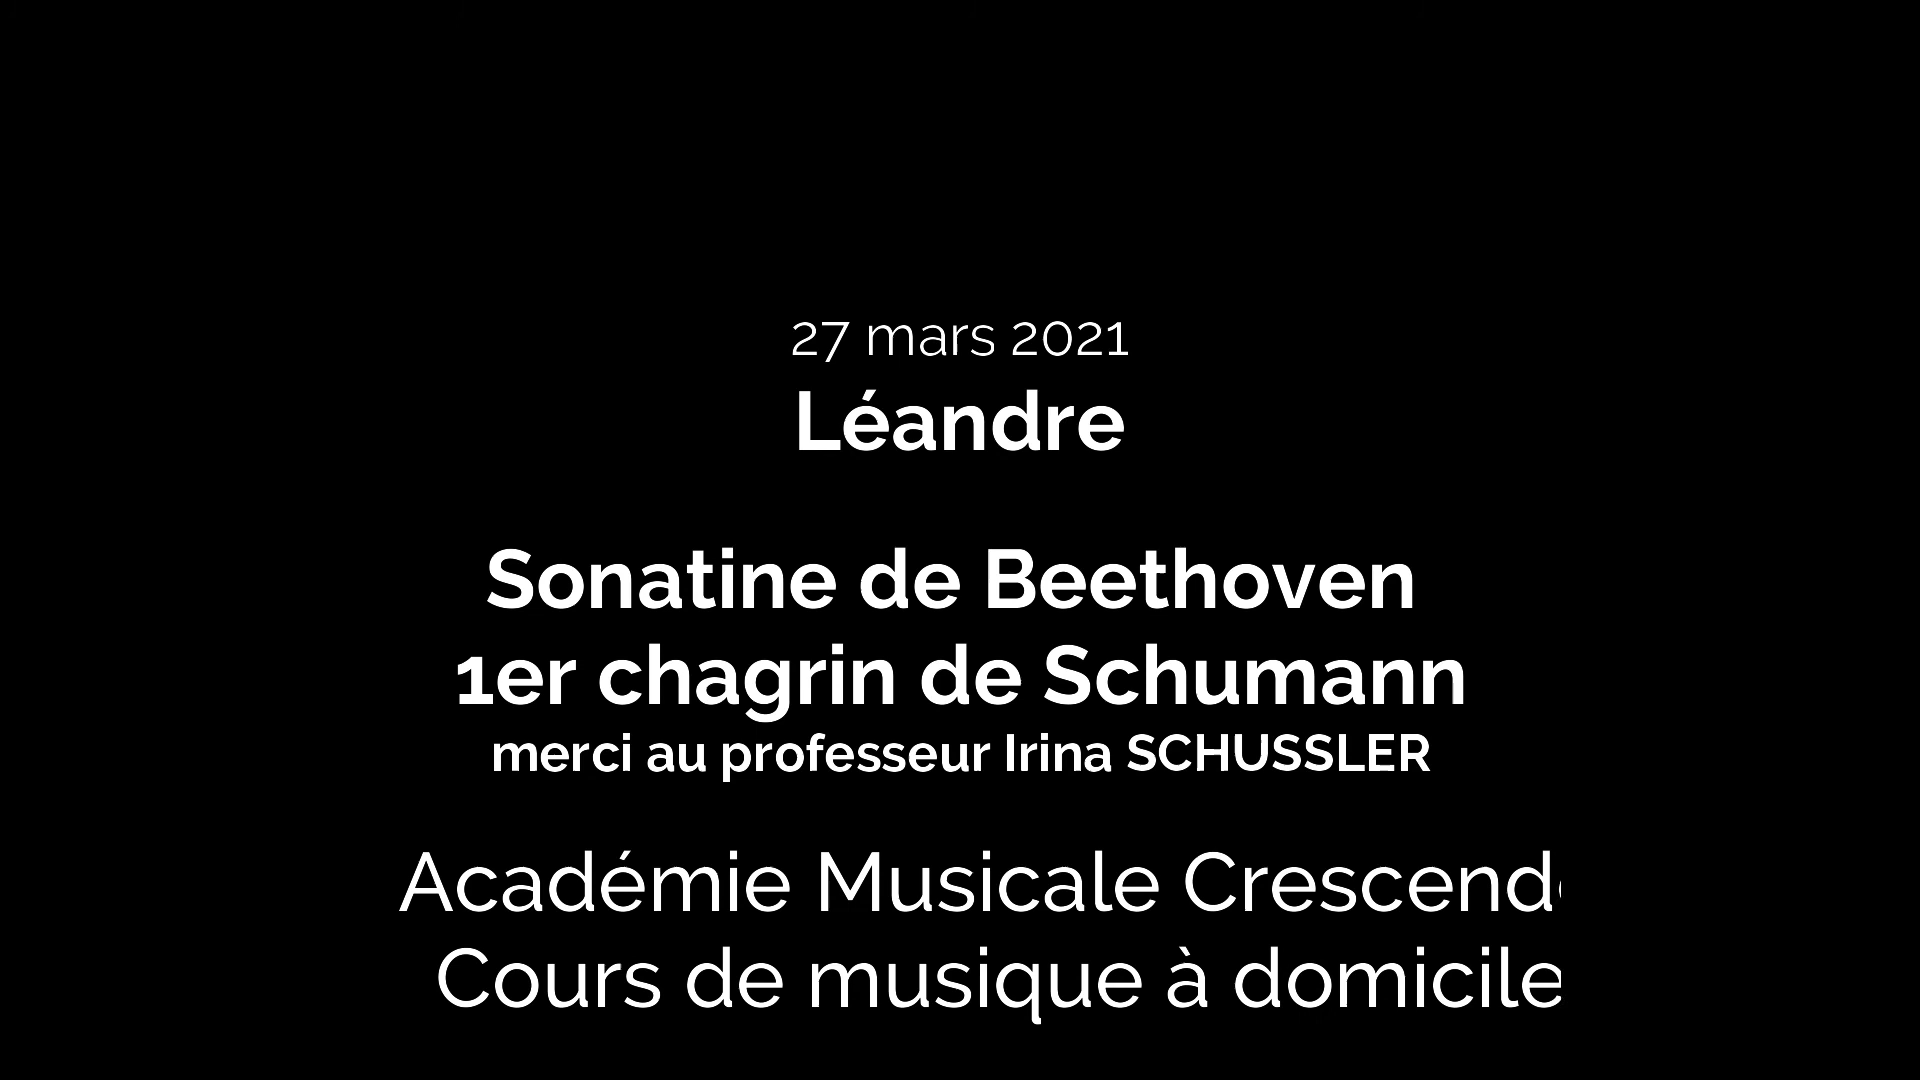 27 mars 2021
Léandre
Sonatine de Beethoven
1er chagrin de Schumann
merci au professeur Irina SCHUSSLER
Académie Musicale Crescend
Cours de musique à domicile